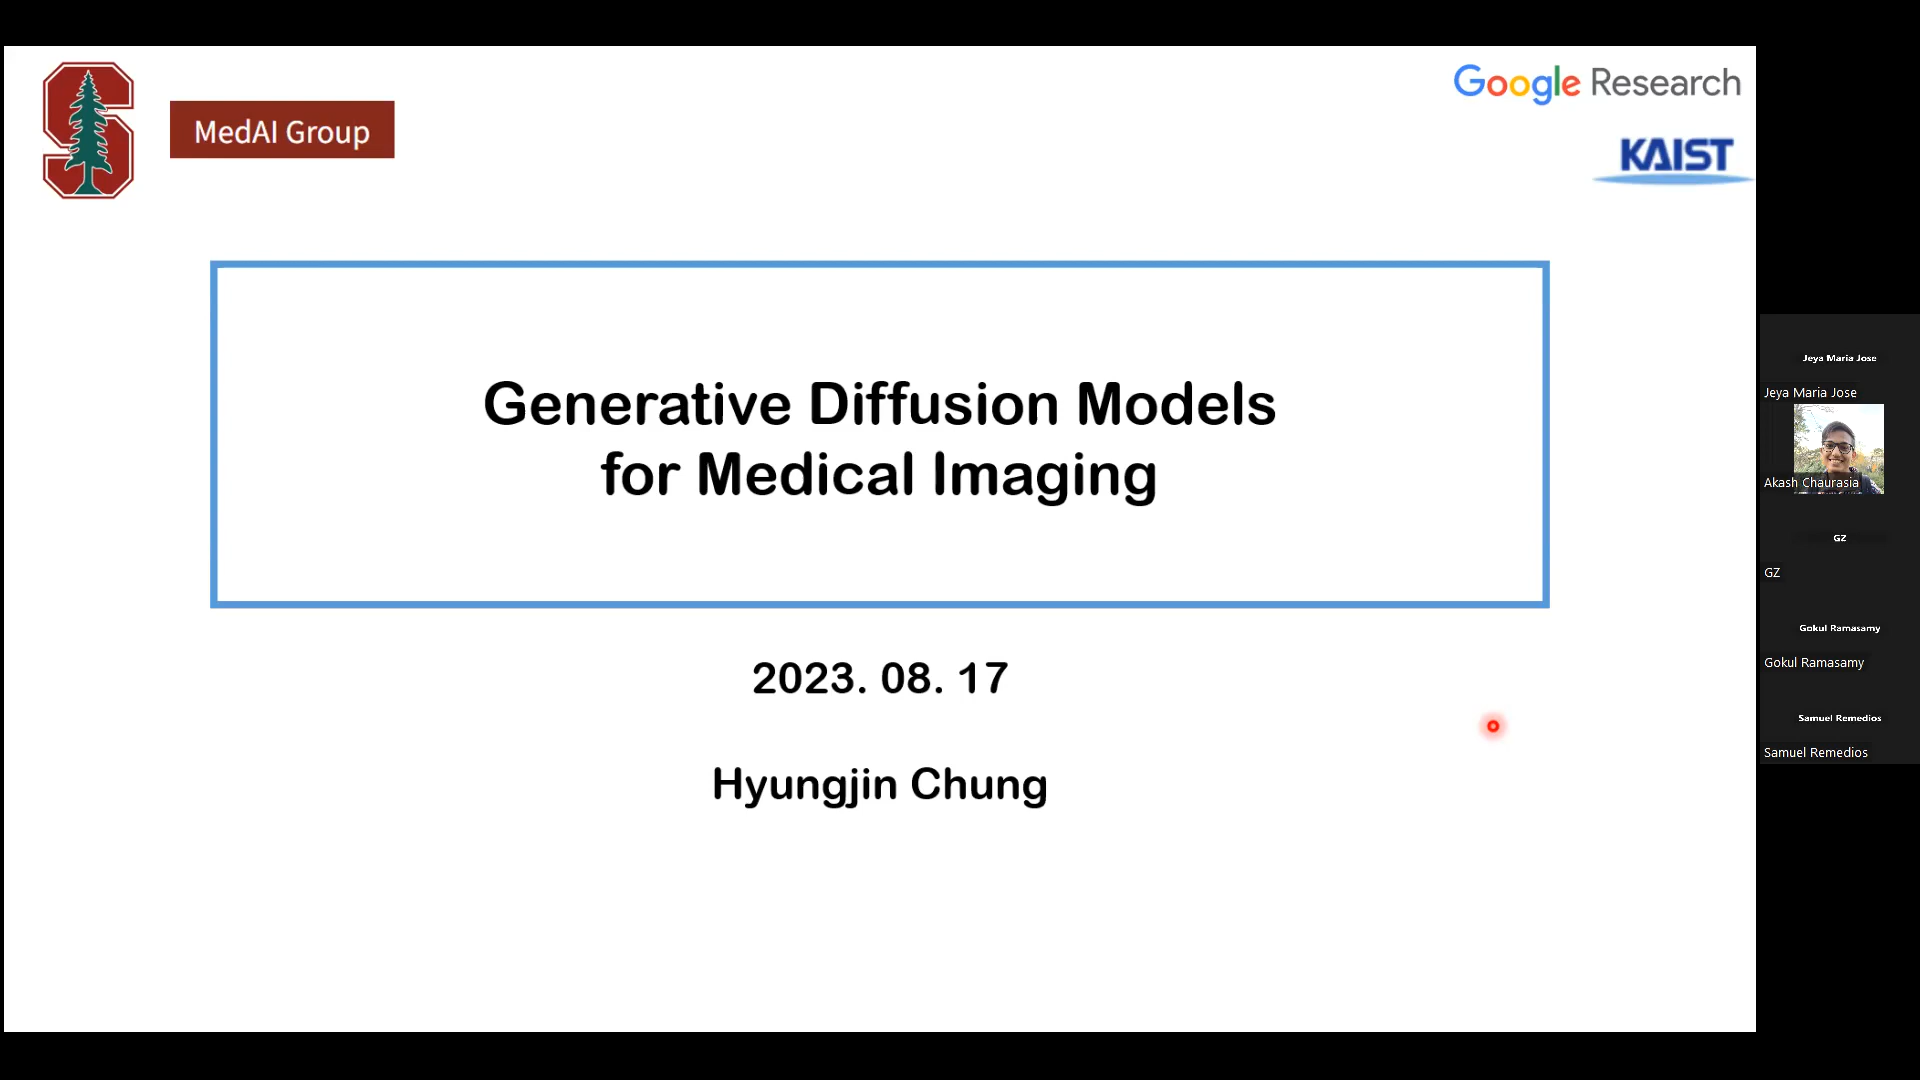 MedAI Group
Google Research
KAIST
Generative Diffusion Models
for Medical Imaging
2023. 08. 17
Hyungjin Chung
Jeya Maria Jose
Jeya Maria Jose
Akash Chaurasia
GZ
GZ
Gokul Ramasamy
Gokul Ramasamy
Samuel Remedios
Samuel Remedios